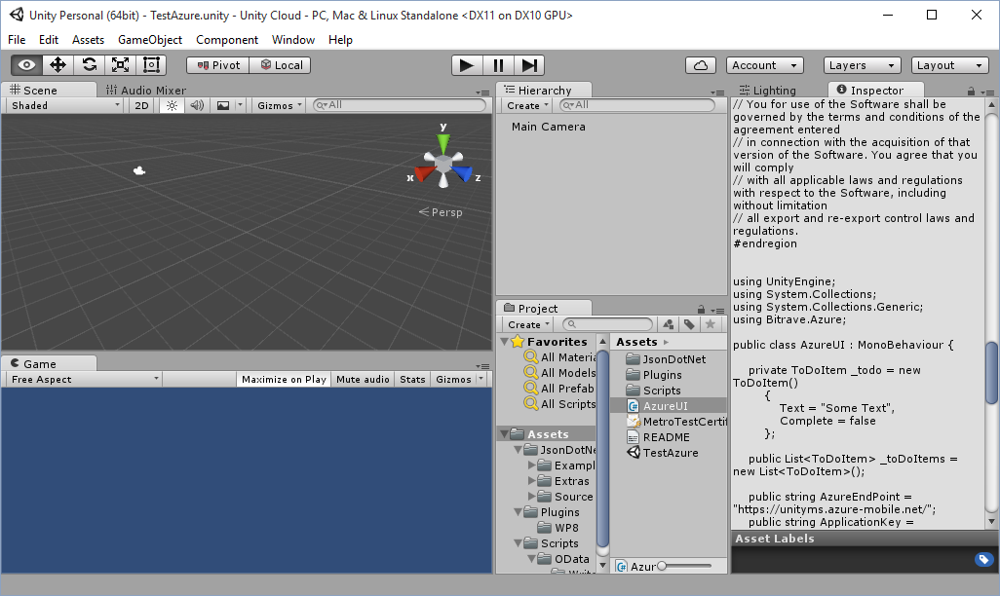 Unity Personal (64bit) - TestAzure.unity - Unity Cloud - PC, Mac & Linux Standalone <DX11 on DX10 GPU>
File Edit Assets GameObject Component Window Help
Pivot Local Account Layers Layout
Scene Audio Mixer
Shaded 2D Gizmos All
y
x
z
Persp
Game
Free Aspect Maximize on Play Mute audio Stats Gizmos
Hierarchy
Create All
Main Camera
Project
Create
Favorites
All Materia
All Models
All Prefab
All Scripts
Assets
JsonDotNe
Exampl
Extras
Source
Plugins
WP8
Scripts
OData
Assets
JsonDotNet
Plugins
Scripts
AzureUI
MetroTestCertif
README
TestAzure
Azur
Lighting Inspector
// You for use of the Software shall be
governed by the terms and conditions of the
agreement entered
// in connection with the acquisition of that
version of the Software. You agree that you
will comply
// with all applicable laws and regulations
with respect to the Software, including
without limitation
// all export and re-export control laws and
regulations.
#endregion
using UnityEngine;
using System.Collections;
using System.Collections.Generic;
using Bitrave.Azure;
public class AzureUI : MonoBehaviour {
private ToDoItem _todo = new
ToDoItem()
{
Text = "Some Text",
Complete = false
};
public List<ToDoItem> _toDoItems =
new List<ToDoItem>();
public string AzureEndPoint =
"https://unityms.azure-mobile.net/";
public string ApplicationKey =
Asset Labels